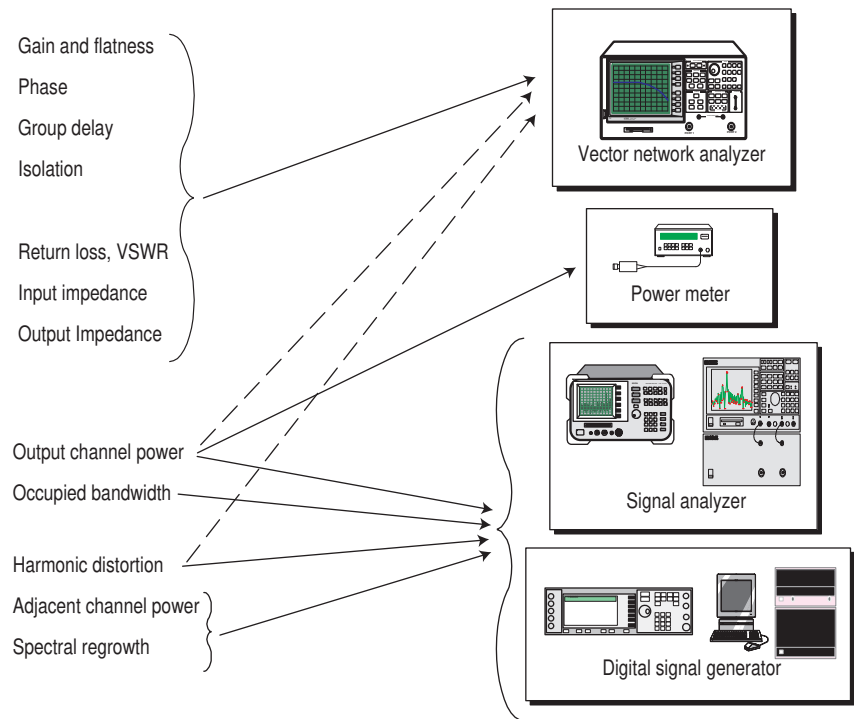 Gain and flatness
Phase
Group delay
Isolation
Return loss, VSWR
Input impedance
Output Impedance
Output channel power
Occupied bandwidth
Harmonic distortion
Adjacent channel power
Spectral regrowth
Vector network analyzer
Power meter
Signal analyzer
Digital signal generator